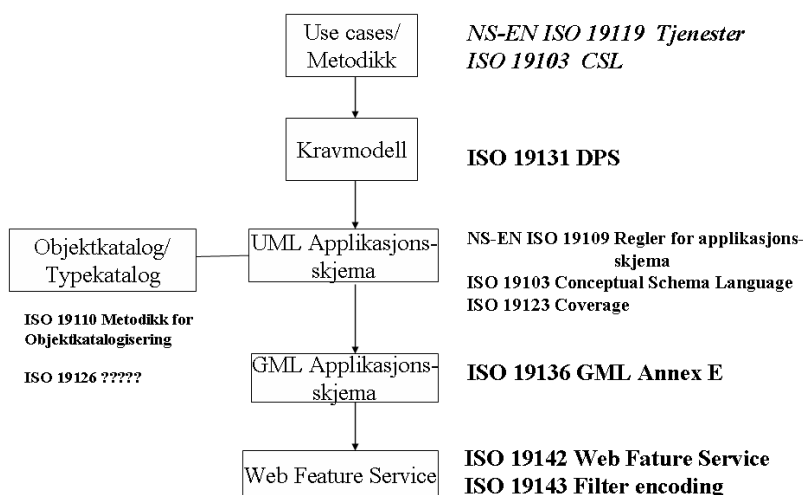 Use cases/
Metodikk
NS-EN ISO 19119 Tjenester
ISO 19103 CSL
Kravmodell
ISO 19131 DPS
Objektkatalog/
Typekatalog
UML Applikasjons-
skjema
NS-EN ISO 19109 Regler for applikasjons-
skjema
ISO 19103 Conceptual Schema Language
ISO 19123 Coverage
ISO 19110 Metodikk for
Objektkatalogisering
ISO 19126 ?????
GML Applikasjons-
skjema
ISO 19136 GML Annex E
Web Feature Service
ISO 19142 Web Fature Service
ISO 19143 Filter encoding